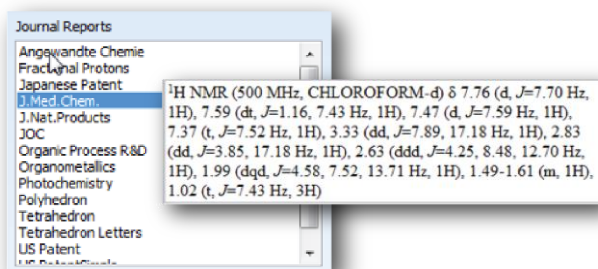 Journal Reports
Angewandte Chemie
Fractional Protons
Japanese Patent
J.Med.Chem.
J.Nat.Products
JOC
Organic Process R&D
Organometallics
Photochemistry
Polyhedron
Tetrahedron
Tetrahedron Letters
US Patent
¹H NMR (500 MHz, CHLOROFORM-d) δ 7.76 (d, J=7.70 Hz,
1H), 7.59 (dt, J=1.16, 7.43 Hz, 1H), 7.47 (d, J=7.59 Hz, 1H),
7.37 (t, J=7.52 Hz, 1H), 3.33 (dd, J=7.89, 17.18 Hz, 1H), 2.83
(dd, J=3.85, 17.18 Hz, 1H), 2.63 (ddd, J=4.25, 8.48, 12.70 Hz,
1H), 1.99 (dqd, J=4.58, 7.52, 13.71 Hz, 1H), 1.49-1.61 (m, 1H),
1.02 (t, J=7.43 Hz, 3H)